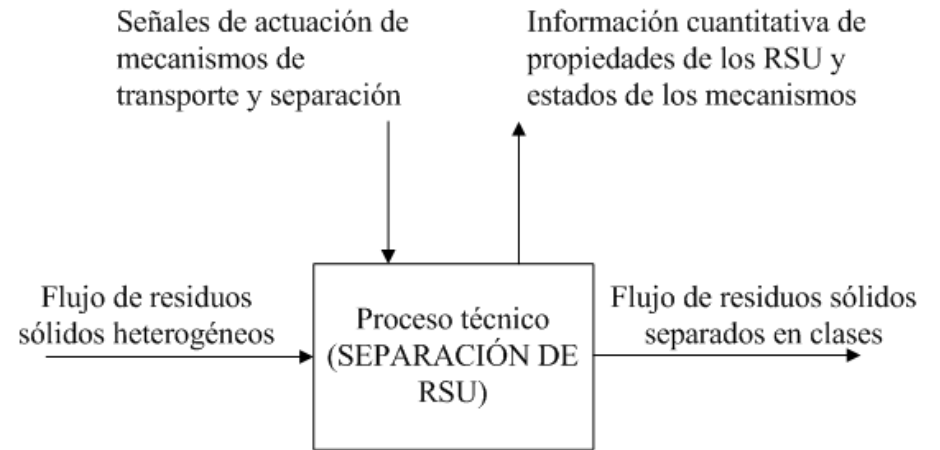 Señales de actuación de
mecanismos de
transporte y separación
Información cuantitativa de
propiedades de los RSU y
estados de los mecanismos
Flujo de residuos
sólidos heterogéneos
Proceso técnico
(SEPARACIÓN DE
RSU)
Flujo de residuos sólidos
separados en clases